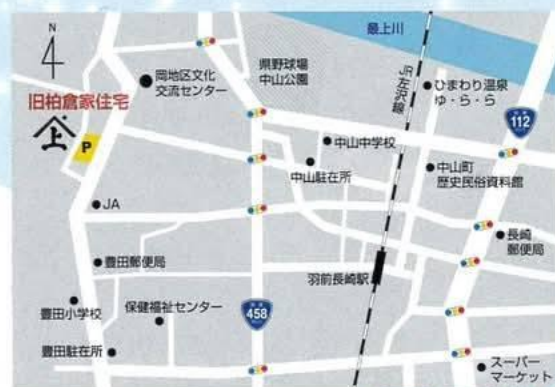 N
最上川
岡地区文化
交流センター
県野球場
中山公園
JR左沢線
ひまわり温泉
ゆ・ら・ら
旧柏倉家住宅
上
P
112
中山中学校
中山駐在所
中山町
歴史民俗資料館
JA
長崎
郵便局
豊田郵便局
羽前長崎駅
豊田小学校
保健福祉センター
458
豊田駐在所
スーパー
マーケット